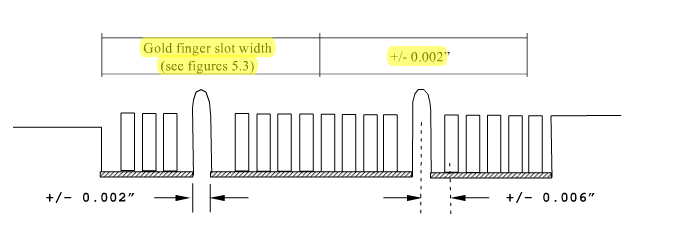 Gold finger slot width
(see figures 5.3)
+/- 0.002”
+/- 0.002”
+/- 0.006”